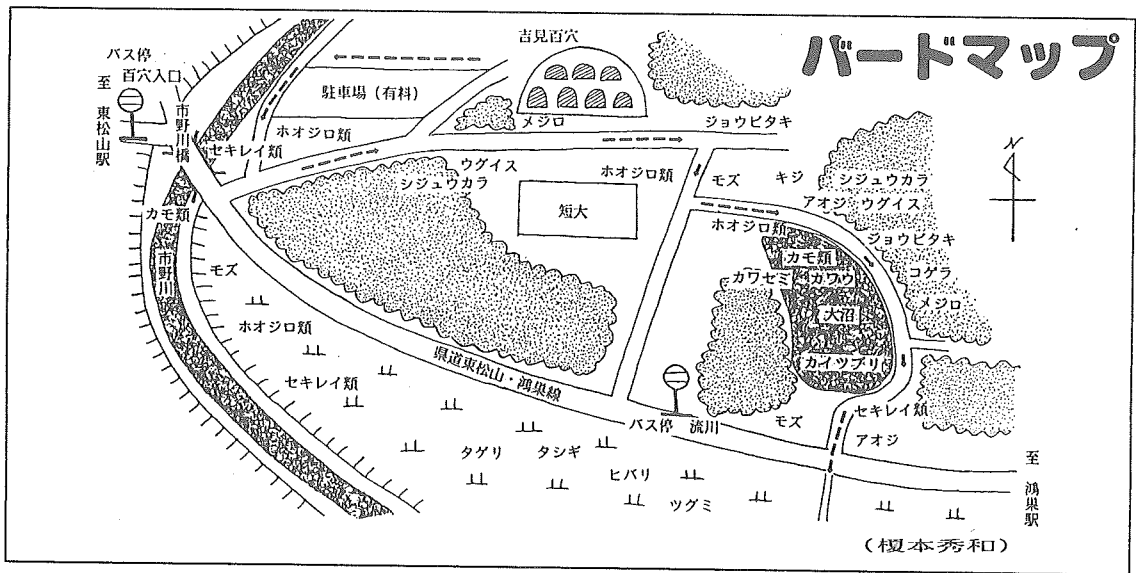 バードマップ
バス停
百穴入口
至 東松山駅
市野川橋
吉見百穴
駐車場（有料）
メジロ
ジョウビタキ
ホオジロ類
セキレイ類
ウグイス
シジュウカラ
ホオジロ類
モズ
キジ
シジュウカラ
アオジ
ウグイス
短大
ホオジロ類
ジョウビタキ
カモ類
カモ類
カワセミ
カワウ
コゲラ
市野川
モズ
大沼
メジロ
ホオジロ類
県道東松山・鴻巣線
カイツブリ
セキレイ類
セキレイ類
バス停 流川
モズ
アオジ
タゲリ
タシギ
ヒバリ
ツグミ
至 鴻巣駅
N
（榎本秀和）